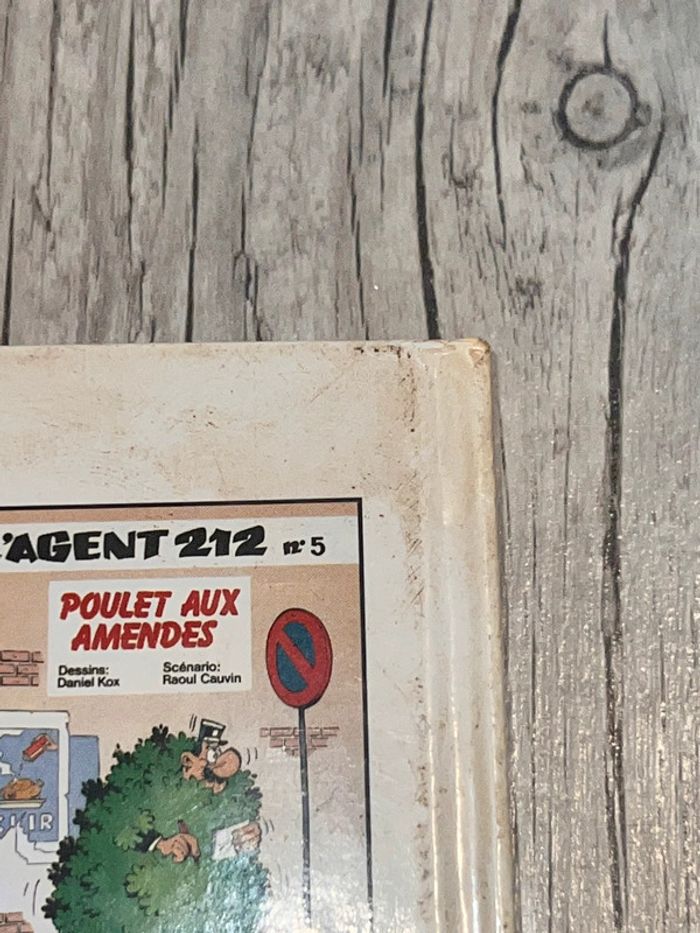 L'AGENT 212 n° 5
POULET AUX
AMENDES
Dessins:
Daniel Kox
Scénario:
Raoul Cauvin